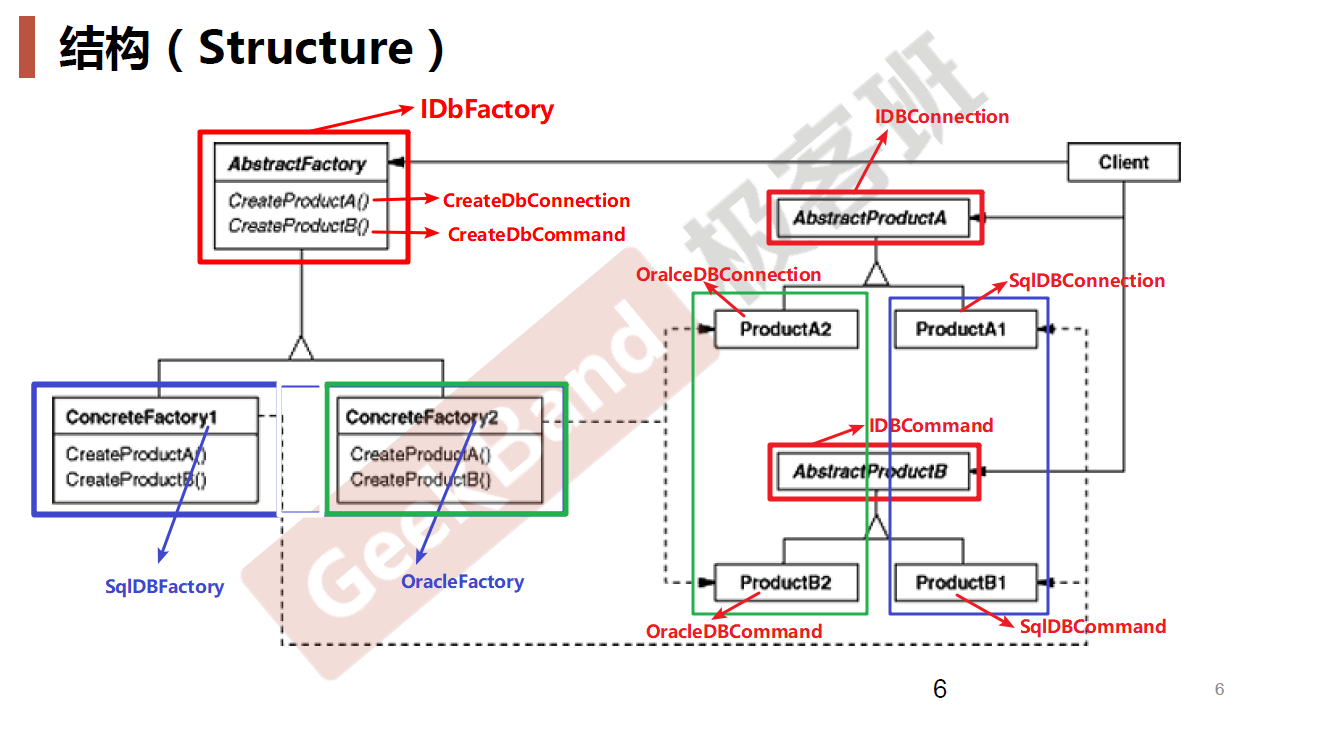 结构（Structure）
IDbFactory
IDBConnection
AbstractFactory
Client
CreateProductA()
CreateDbConnection
CreateProductB()
CreateDbCommand
AbstractProductA
OralceDBConnection
SqlDBConnection
ProductA2
ProductA1
ConcreteFactory1
ConcreteFactory2
IDBCommand
CreateProductA()
CreateProductB()
CreateProductA()
CreateProductB()
AbstractProductB
SqlDBFactory
OracleFactory
ProductB2
ProductB1
OracleDBCommand
SqlDBCommand
GeekBand
极客班
6
6